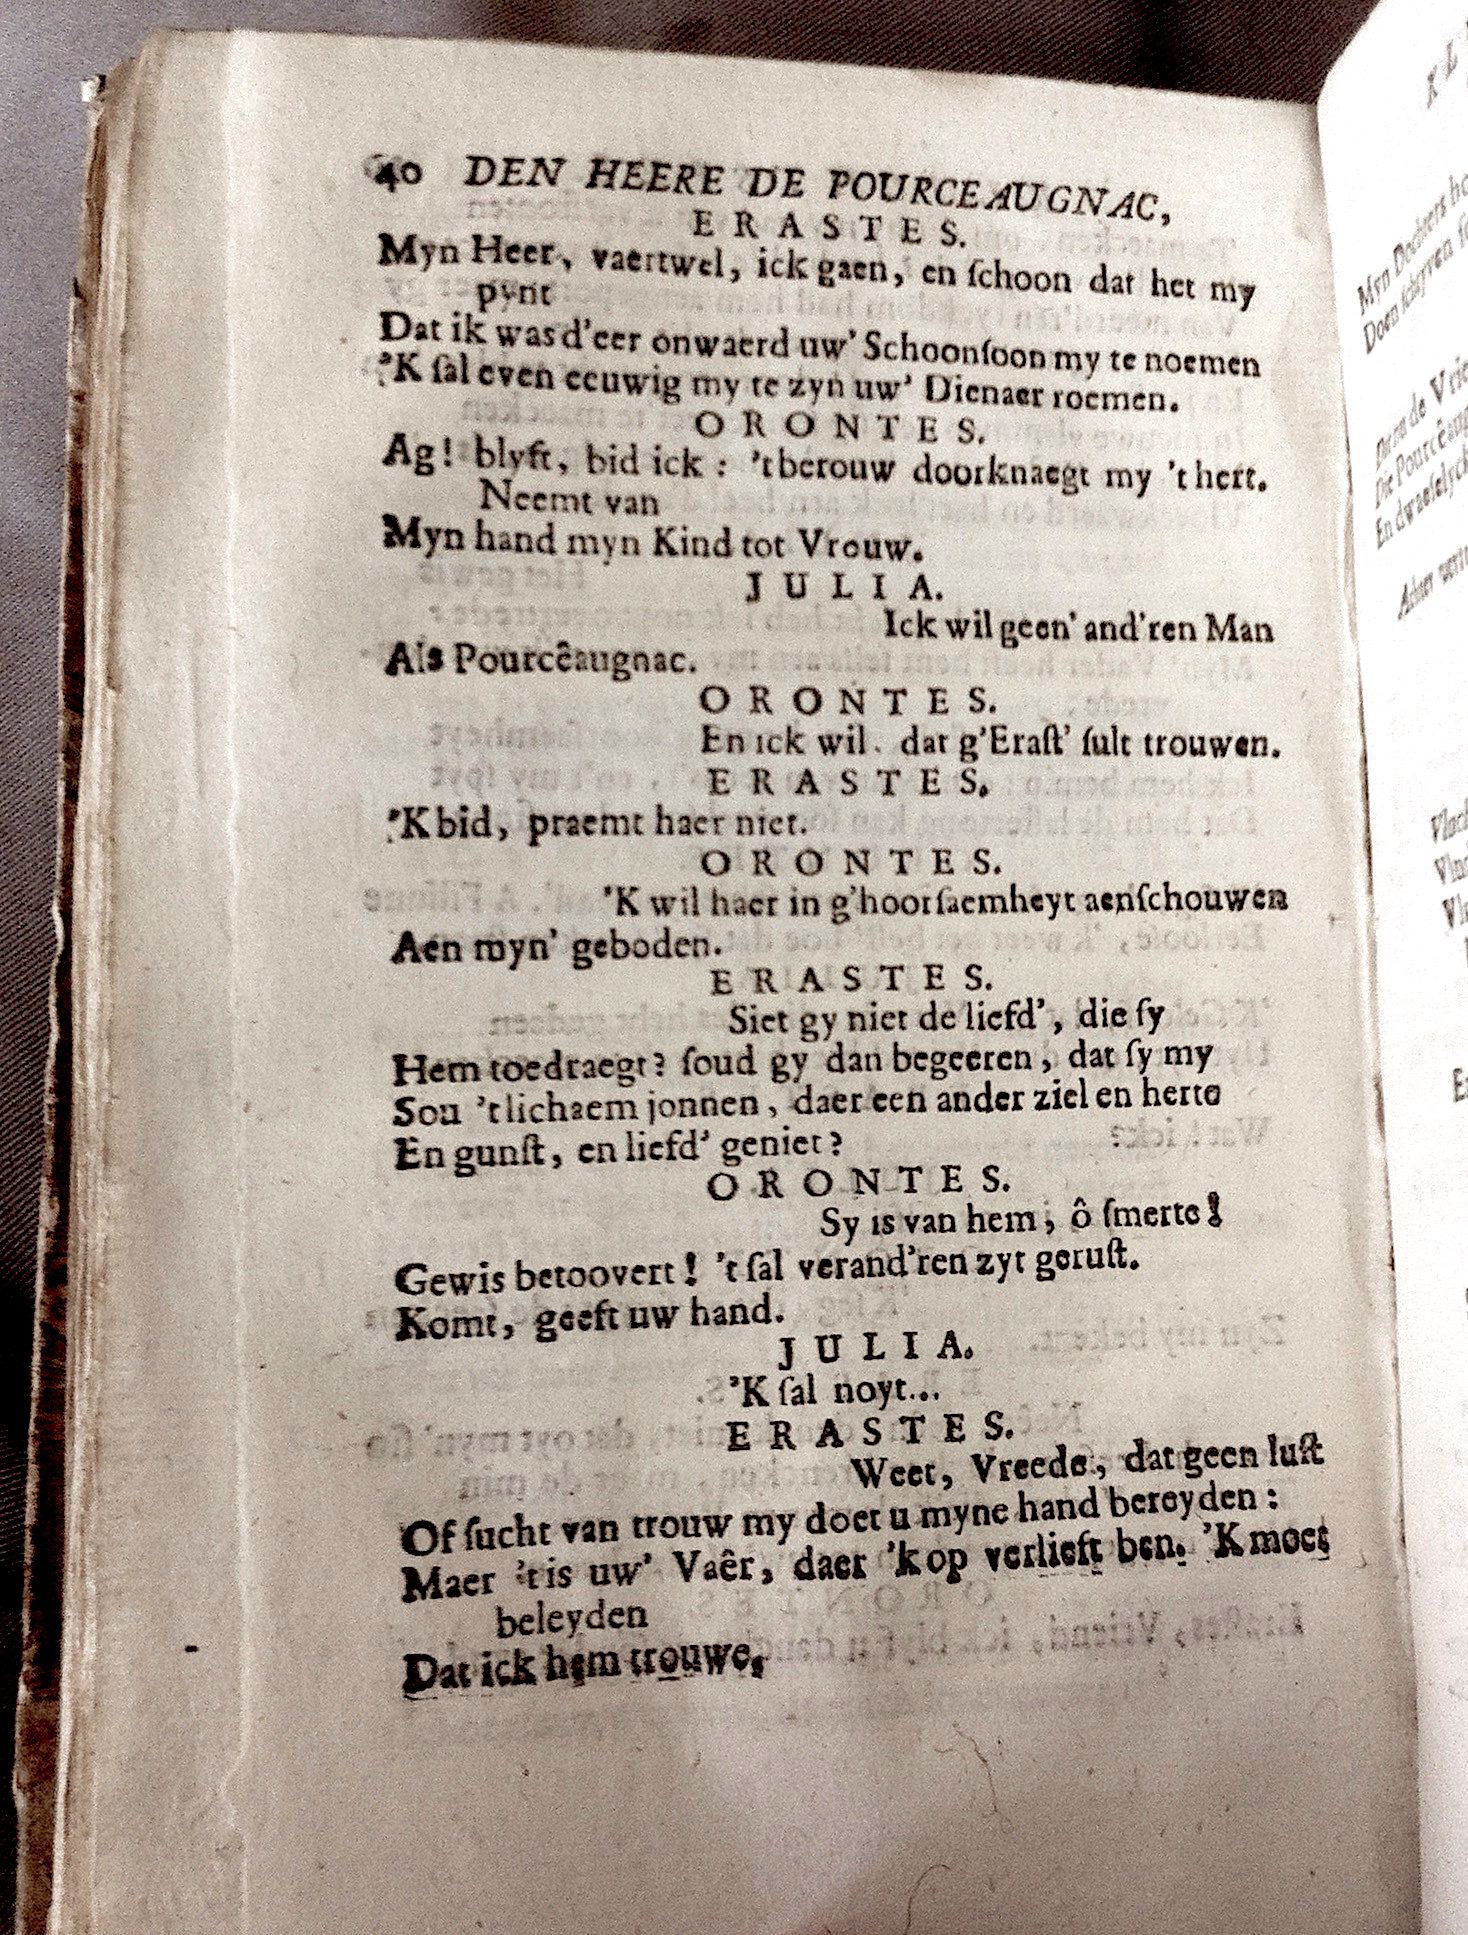 40 DEN HEERE DE POURCEAUGNAC,
ERASTES.
Myn Heer, vaertwel, ick gaen, en ſchoon dat het my
pynt
Dat ik was d'eer onwaerd uw' Schoonſoon my te noemen
'K ſal even eeuwig my te zyn uw' Dienaer roemen.
ORONTES.
Ag! blyft, bid ick: 't berouw doorknaegt my 't hert.
Neemt van
Myn hand myn Kind tot Vrouw.
JULIA.
Ick wil geen' and'ren Man
Als Pourcêaugnac.
ORONTES.
En ick wil, dat g'Eraſt' ſult trouwen.
ERASTES.
'K bid, praemt haer niet.
ORONTES.
'K wil haer in g'hoorſaemheyt aenſchouwen
Aen myn' geboden.
ERASTES.
Siet gy niet de liefd', die ſy
Hem toedraegt? ſoud gy dan begeeren, dat ſy my
Sou 't lichaem jonnen, daer een ander ziel en herte
En gunſt, en liefd' geniet?
ORONTES.
Sy is van hem, ô ſmerte!
Gewis betoovert! 't ſal verand'ren zyt geruſt.
Komt, geeft uw hand.
JULIA.
'K ſal noyt...
ERASTES.
Weet, Vreede, dat geen luſt
Of ſucht van trouw my doet u myne hand bereyden:
Maer 't is uw' Vaêr, daer 'k op verlieft ben. 'K moet
beleyden
Dat ick hem trouwe,
Myn Dochters
Doen ſchryven